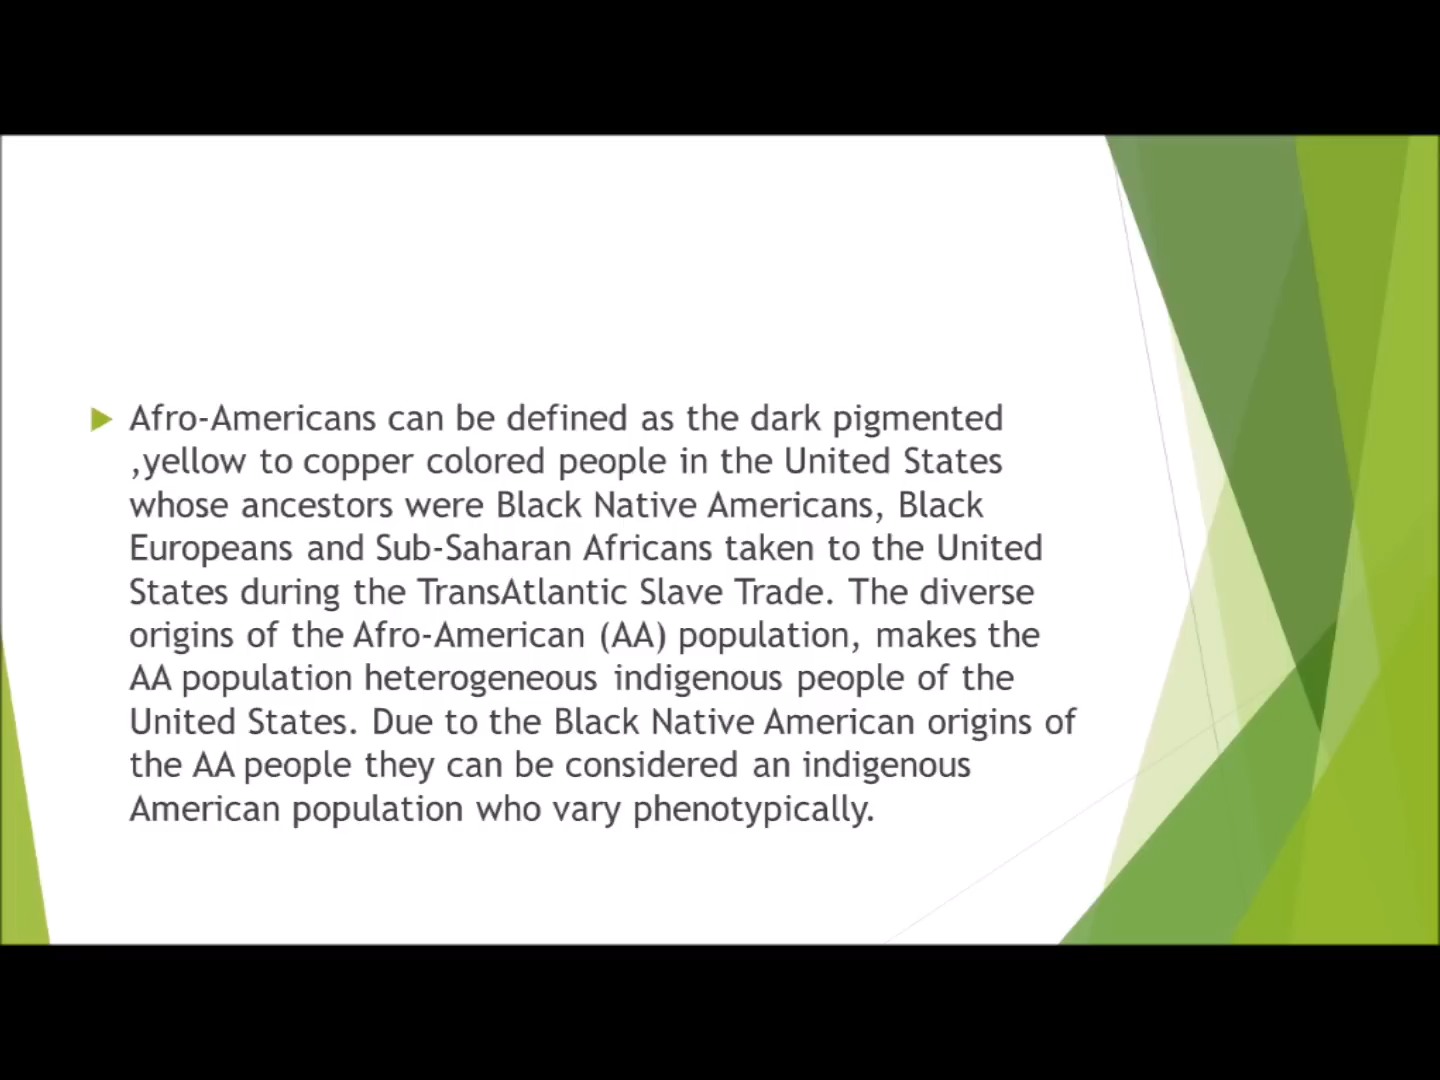 Afro-Americans can be defined as the dark pigmented
,yellow to copper colored people in the United States
whose ancestors were Black Native Americans, Black
Europeans and Sub-Saharan Africans taken to the United
States during the TransAtlantic Slave Trade. The diverse
origins of the Afro-American (AA) population, makes the
AA population heterogeneous indigenous people of the
United States. Due to the Black Native American origins of
the AA people they can be considered an indigenous
American population who vary phenotypically.